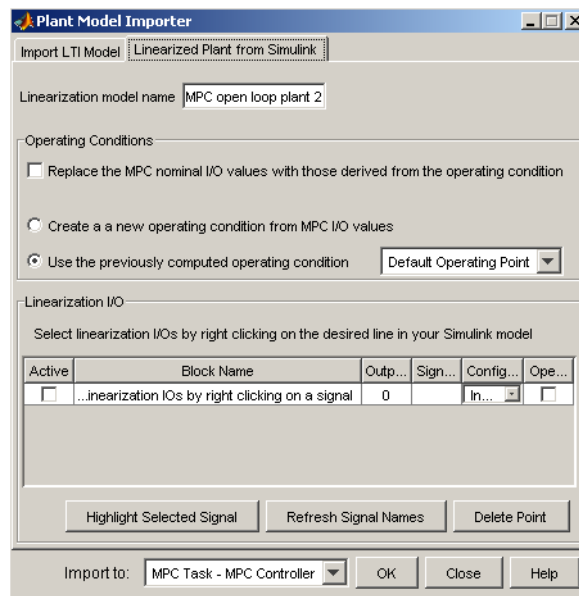 Plant Model Importer
Import LTI Model Linearized Plant from Simulink
Linearization model name MPC open loop plant 2
Operating Conditions
Replace the MPC nominal I/O values with those derived from the operating condition
Create a a new operating condition from MPC I/O values
Use the previously computed operating condition Default Operating Point
Linearization I/O
Select linearization I/Os by right clicking on the desired line in your Simulink model
Active Block Name Outp... Sign... Config... Ope...
...inearization IOs by right clicking on a signal 0 In...
Highlight Selected Signal Refresh Signal Names Delete Point
Import to: MPC Task - MPC Controller OK Close Help